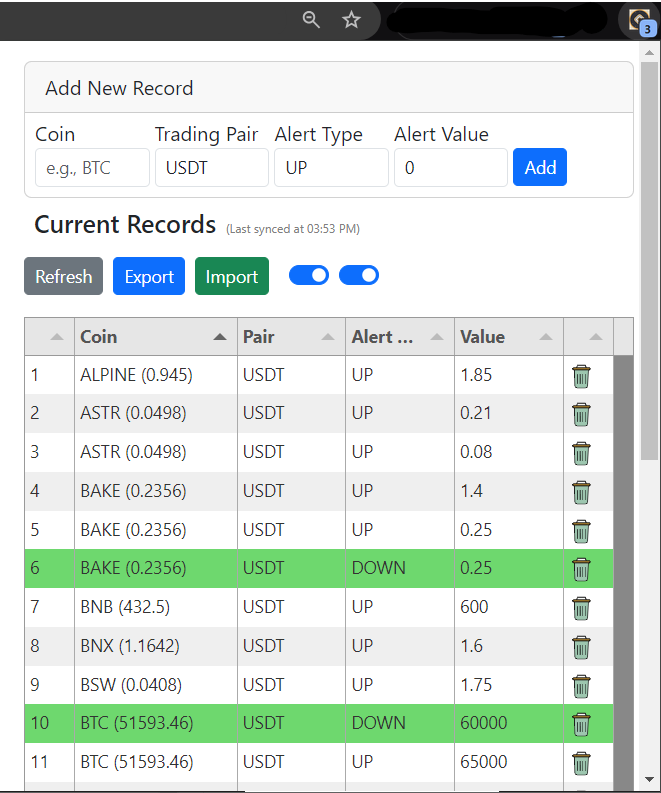 3
Add New Record
Coin Trading Pair Alert Type Alert Value
e.g., BTC USDT UP 0 Add
Current Records (Last synced at 03:53 PM)
Refresh Export Import
Coin Pair Alert ... Value
1 ALPINE (0.945) USDT UP 1.85
2 ASTR (0.0498) USDT UP 0.21
3 ASTR (0.0498) USDT UP 0.08
4 BAKE (0.2356) USDT UP 1.4
5 BAKE (0.2356) USDT UP 0.25
6 BAKE (0.2356) USDT DOWN 0.25
7 BNB (432.5) USDT UP 600
8 BNX (1.1642) USDT UP 1.6
9 BSW (0.0408) USDT UP 1.75
10 BTC (51593.46) USDT DOWN 60000
11 BTC (51593.46) USDT UP 65000